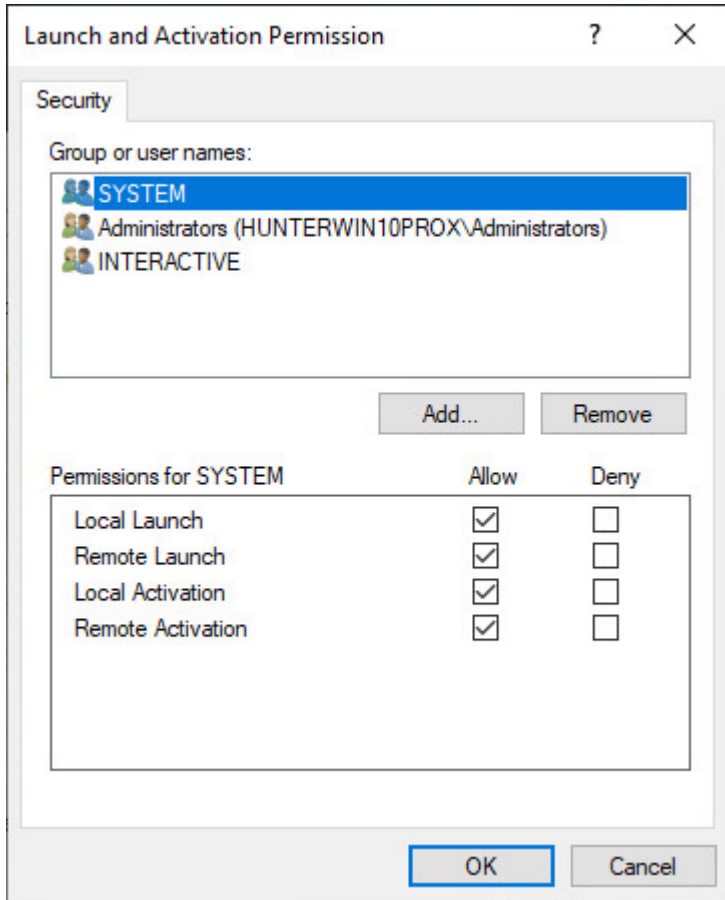 Launch and Activation Permission ? ✕
Security
Group or user names:
SYSTEM
Administrators (HUNTERWIN10PROX\Administrators)
INTERACTIVE
Add... Remove
Permissions for SYSTEM Allow Deny
Local Launch
Remote Launch
Local Activation
Remote Activation
OK Cancel